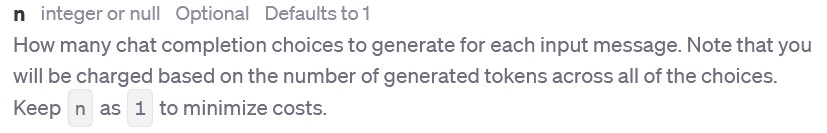 n integer or null Optional Defaults to 1
How many chat completion choices to generate for each input message. Note that you
will be charged based on the number of generated tokens across all of the choices.
Keep n as 1 to minimize costs.